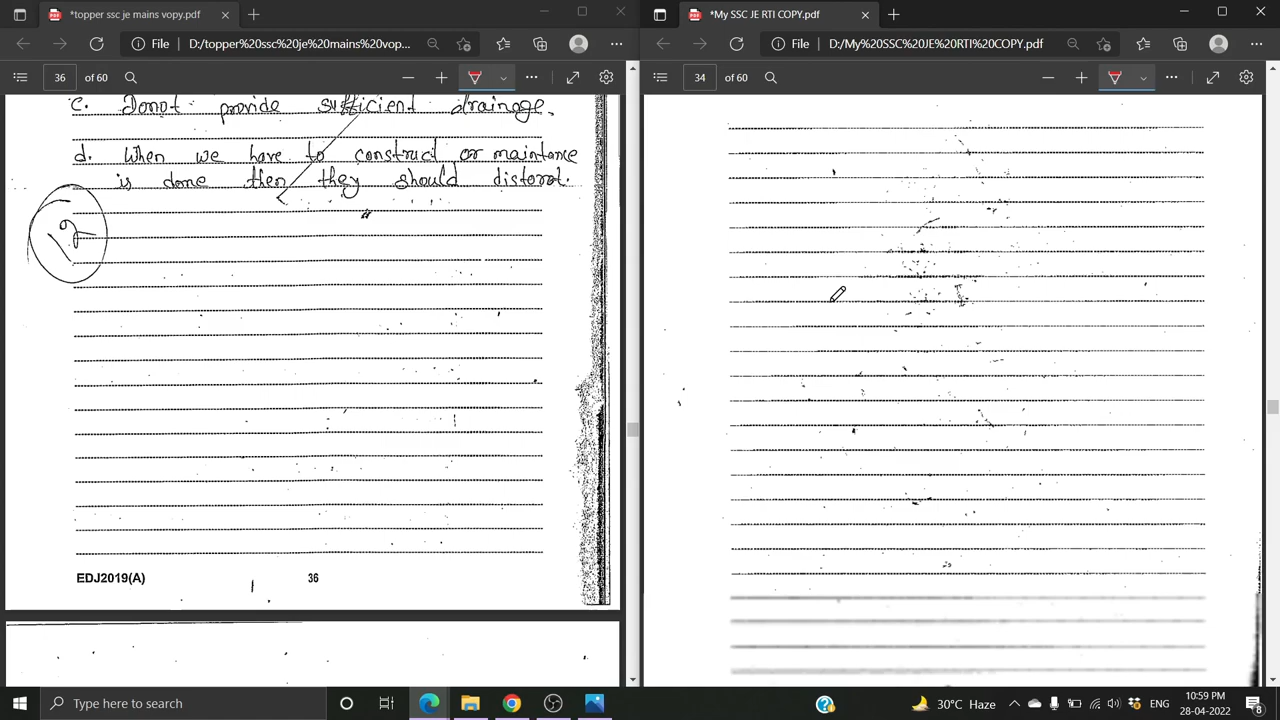 *topper ssc je mains vopy.pdf
*My SSC JE RTI COPY.pdf
File
D:/topper%20ssc%20je%20mains%20vop...
File
D:/My%20SSC%20JE%20RTI%20COPY.pdf
36 of 60
34 of 60
c. Donot provide sufficient drainage.
d. When we have to construct or maintance
is done then they should distorat.
EDJ2019(A)
36
Type here to search
30°C Haze
ENG
10:59 PM
28-04-2022
8